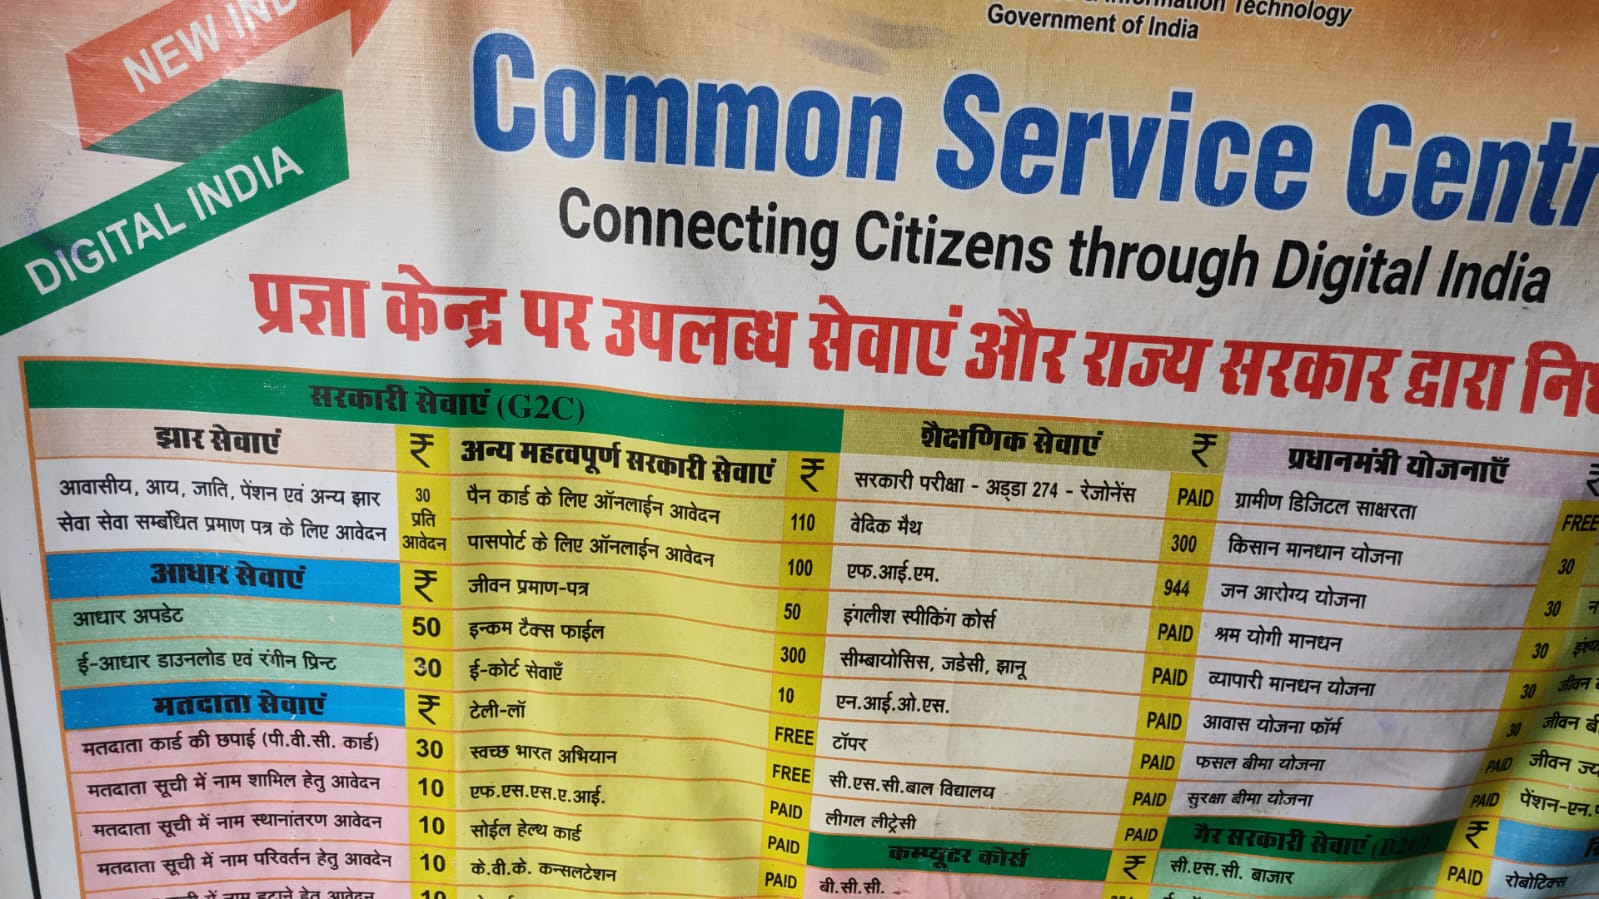 NEW IND
DIGITAL INDIA
Information Technology
Government of India
Common Service Centr
Connecting Citizens through Digital India
प्रज्ञा केन्द्र पर उपलब्ध सेवाएं और राज्य सरकार द्वारा
सरकारी सेवाएं (G2C)
झार सेवाएं ₹
आवासीय, आय, जाति, पेंशन एवं अन्य झार
सेवा सेवा सम्बंधित प्रमाण पत्र के लिए आवेदन
30
प्रति
आवेदन
आधार सेवाएं ₹
आधार अपडेट 50
ई-आधार डाउनलोड एवं रंगीन प्रिन्ट 30
मतदाता सेवाएं ₹
मतदाता कार्ड की छपाई (पी.वी.सी. कार्ड) 30
मतदाता सूची में नाम शामिल हेतु आवेदन 10
मतदाता सूची में नाम स्थानांतरण आवेदन 10
मतदाता सूची में नाम परिवर्तन हेतु आवदेन 10
सूची में नाम हटाने हेतु आवेदन 10
अन्य महत्वपूर्ण सरकारी सेवाएं ₹
पैन कार्ड के लिए ऑनलाईन आवेदन 110
पासपोर्ट के लिए ऑनलाईन आवेदन 100
जीवन प्रमाण-पत्र 50
इन्कम टैक्स फाईल 300
ई-कोर्ट सेवाएँ 10
टेली-लॉ FREE
स्वच्छ भारत अभियान FREE
एफ.एस.एस.ए.आई. PAID
सोईल हेल्थ कार्ड PAID
के.वी.के. कन्सलटेशन PAID
शैक्षणिक सेवाएं ₹
सरकारी परीक्षा - अड्डा 274 - रेजोनेंस PAID
वेदिक मैथ 300
एफ.आई.एम. 944
इंगलीश स्पीकिंग कोर्स PAID
सीम्बायोसिस, जडेसी, झानू PAID
एन.आई.ओ.एस. PAID
टॉपर PAID
सी.एस.सी.बाल विद्यालय PAID
लीगल लीट्रेसी PAID
कम्प्यूटर कोर्स ₹
बी.सी.सी.
प्रधानमंत्री योजनाएँ ₹
ग्रामीण डिजिटल साक्षरता FREE
किसान मानधान योजना 30
जन आरोग्य योजना 30
श्रम योगी मानधन 30
व्यापारी मानधन योजना 30
आवास योजना फॉर्म 30
फसल बीमा योजना PAID
सुरक्षा बीमा योजना PAID
गैर सरकारी सेवाएं (B2C) ₹
सी.एस.सी. बाजार PAID
जीवन
जीवन
जीवन
पेंशन-एन.
रोबोटिक्स